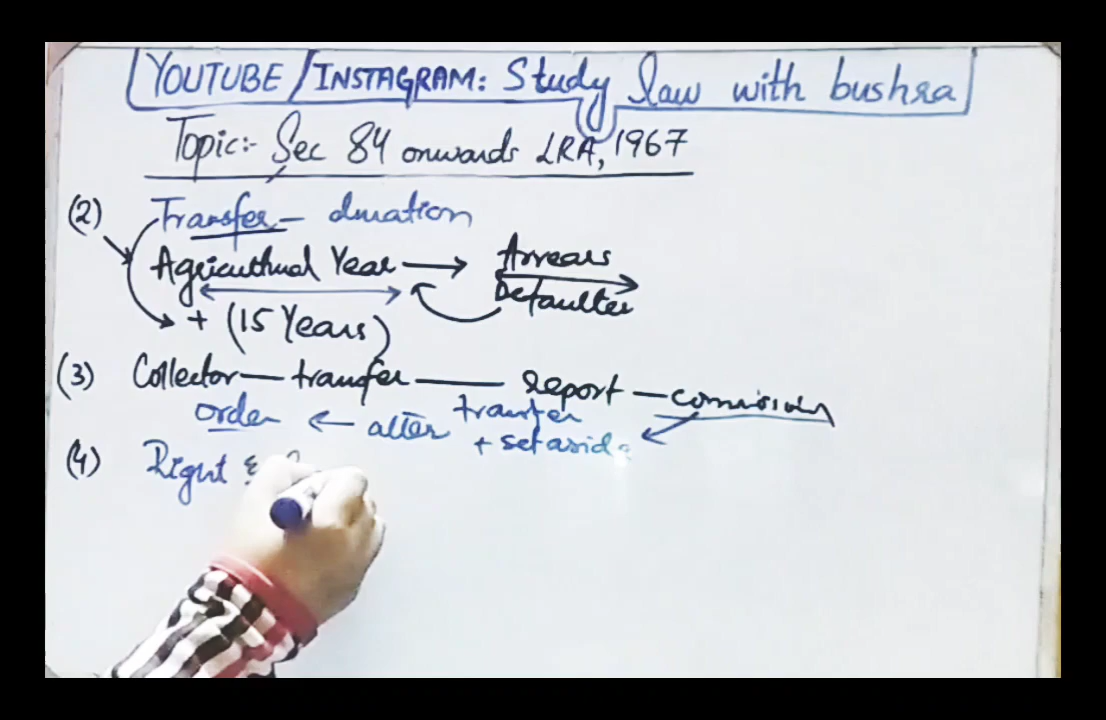 YOUTUBE/INSTAGRAM: Study law with bushra
Topic:- Sec 84 onwards LRA, 1967
(2) Transfer - duration
Agricultural Year → Arrears
Defaulter
+ (15 Years)
(3) Collector — transfer — report — commission
order ← alter transfer
+ set aside
(4) Right &